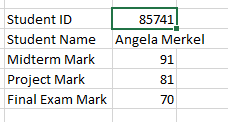 Student ID 85741
Student Name Angela Merkel
Midterm Mark 91
Project Mark 81
Final Exam Mark 70